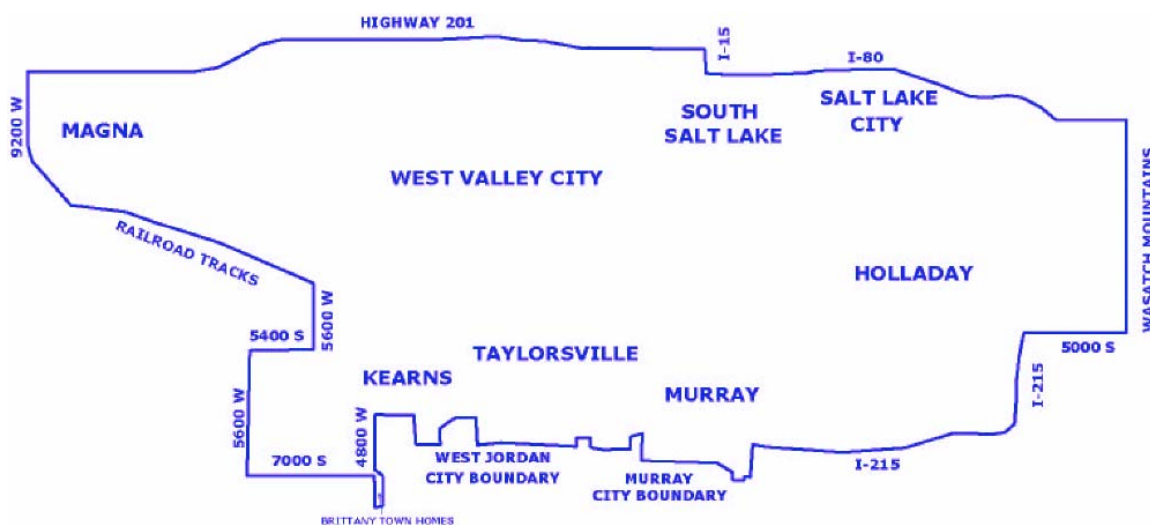 HIGHWAY 201
I-15
I-80
SALT LAKE
CITY
SOUTH
SALT LAKE
MAGNA
9200 W
WEST VALLEY CITY
WASATCH MOUNTAINS
RAILROAD TRACKS
HOLLADAY
5600 W
5400 S
5000 S
TAYLORSVILLE
KEARNS
MURRAY
I-215
5600 W
4800 W
7000 S
WEST JORDAN
CITY BOUNDARY
I-215
MURRAY
CITY BOUNDARY
BRITTANY TOWN HOMES